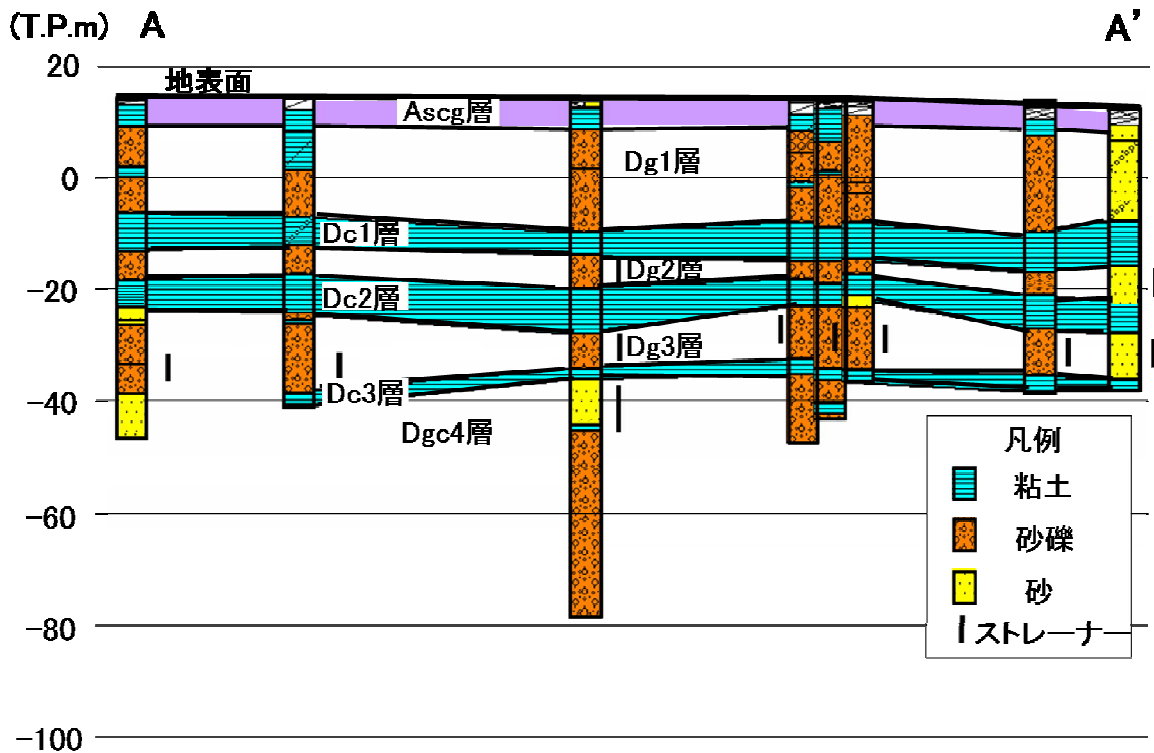 (T.P.m) A A’
20
地表面
Ascg層
Dg1層
0
Dc1層
Dg2層
-20
Dc2層
Dg3層
Dc3層
-40
Dgc4層
凡例
粘土
砂礫
砂
ストレーナー
-60
-80
-100